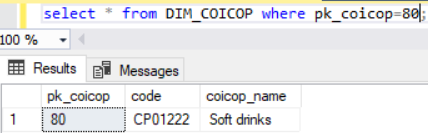 select * from DIM_COICOP where pk_coicop=80;
100 %
Results Messages
pk_coicop code coicop_name
1 80 CP01222 Soft drinks